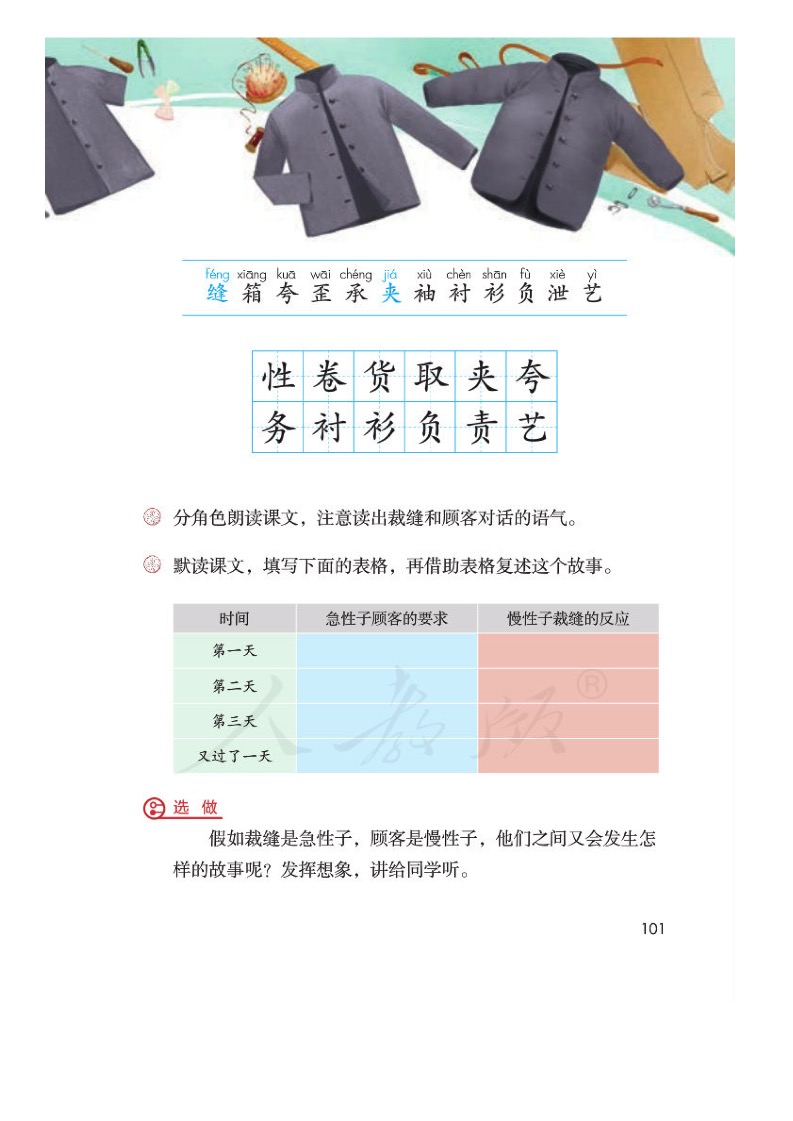 féng xiāng kuā wāi chéng jiá xiù chèn shān fù xiè yì
缝 箱 夸 歪 承 夹 袖 衬 衫 负 泄 艺
性 卷 货 取 夹 夸
务 衬 衫 负 责 艺
分角色朗读课文，注意读出裁缝和顾客对话的语气。
默读课文，填写下面的表格，再借助表格复述这个故事。
时间 急性子顾客的要求 慢性子裁缝的反应
第一天
第二天
第三天
又过了一天
人教版®
选 做
假如裁缝是急性子，顾客是慢性子，他们之间又会发生怎
样的故事呢？发挥想象，讲给同学听。
101